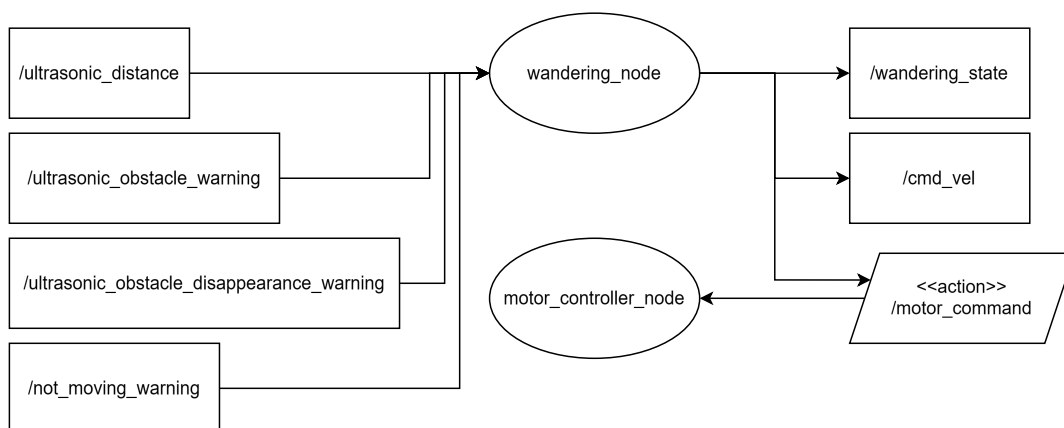 /ultrasonic_distance
wandering_node
/wandering_state
/ultrasonic_obstacle_warning
/cmd_vel
/ultrasonic_obstacle_disappearance_warning
motor_controller_node
<<action>>
/motor_command
/not_moving_warning